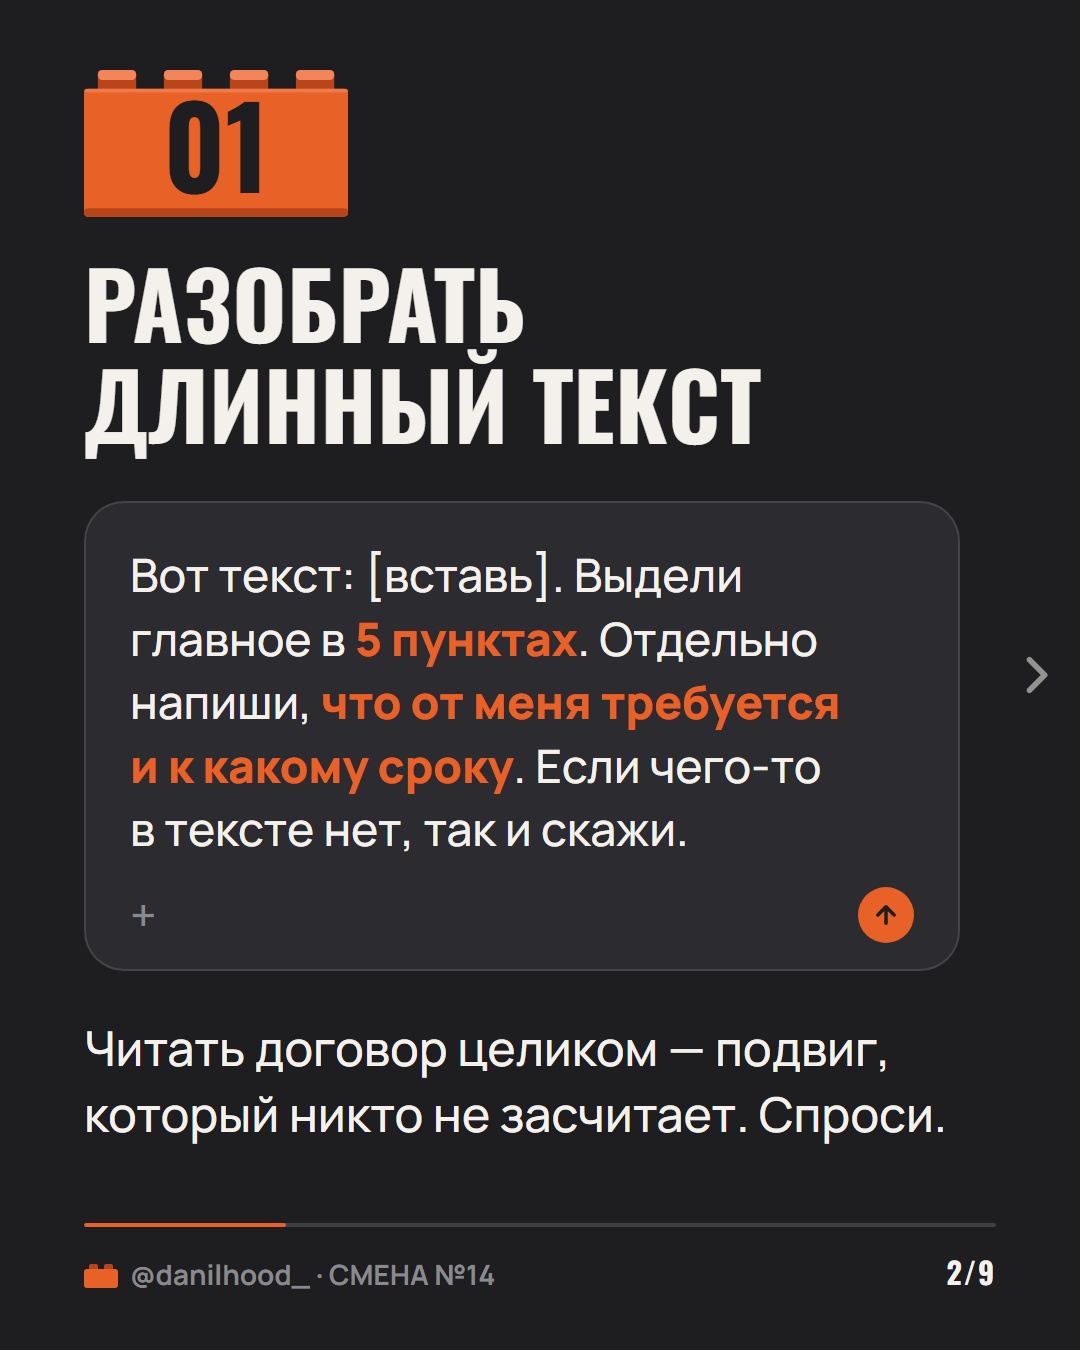 01
РАЗОБРАТЬ
ДЛИННЫЙ ТЕКСТ
Вот текст: [вставь]. Выдели
главное в 5 пунктах. Отдельно
напиши, что от меня требуется
и к какому сроку. Если чего-то
в тексте нет, так и скажи.
+
Читать договор целиком — подвиг,
который никто не засчитает. Спроси.
@danilhood_ · СМЕНА №14
2/9